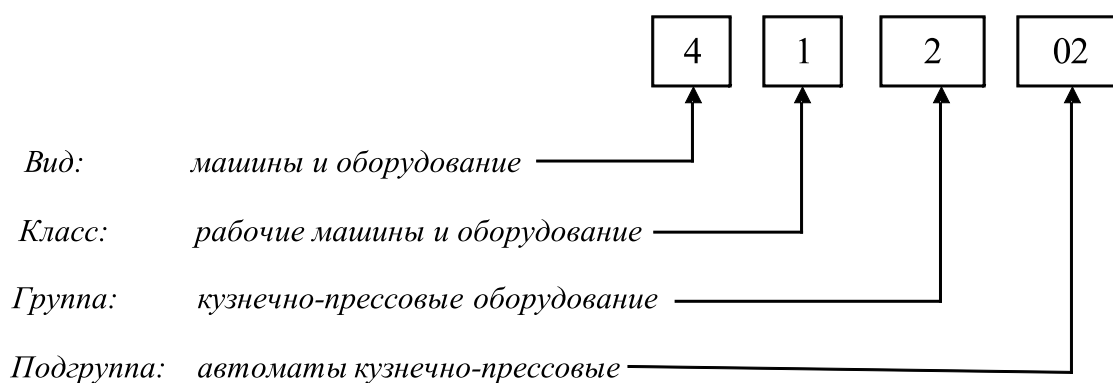 4 1 2 02
Вид: машины и оборудование
Класс: рабочие машины и оборудование
Группа: кузнечно-прессовые оборудование
Подгруппа: автоматы кузнечно-прессовые